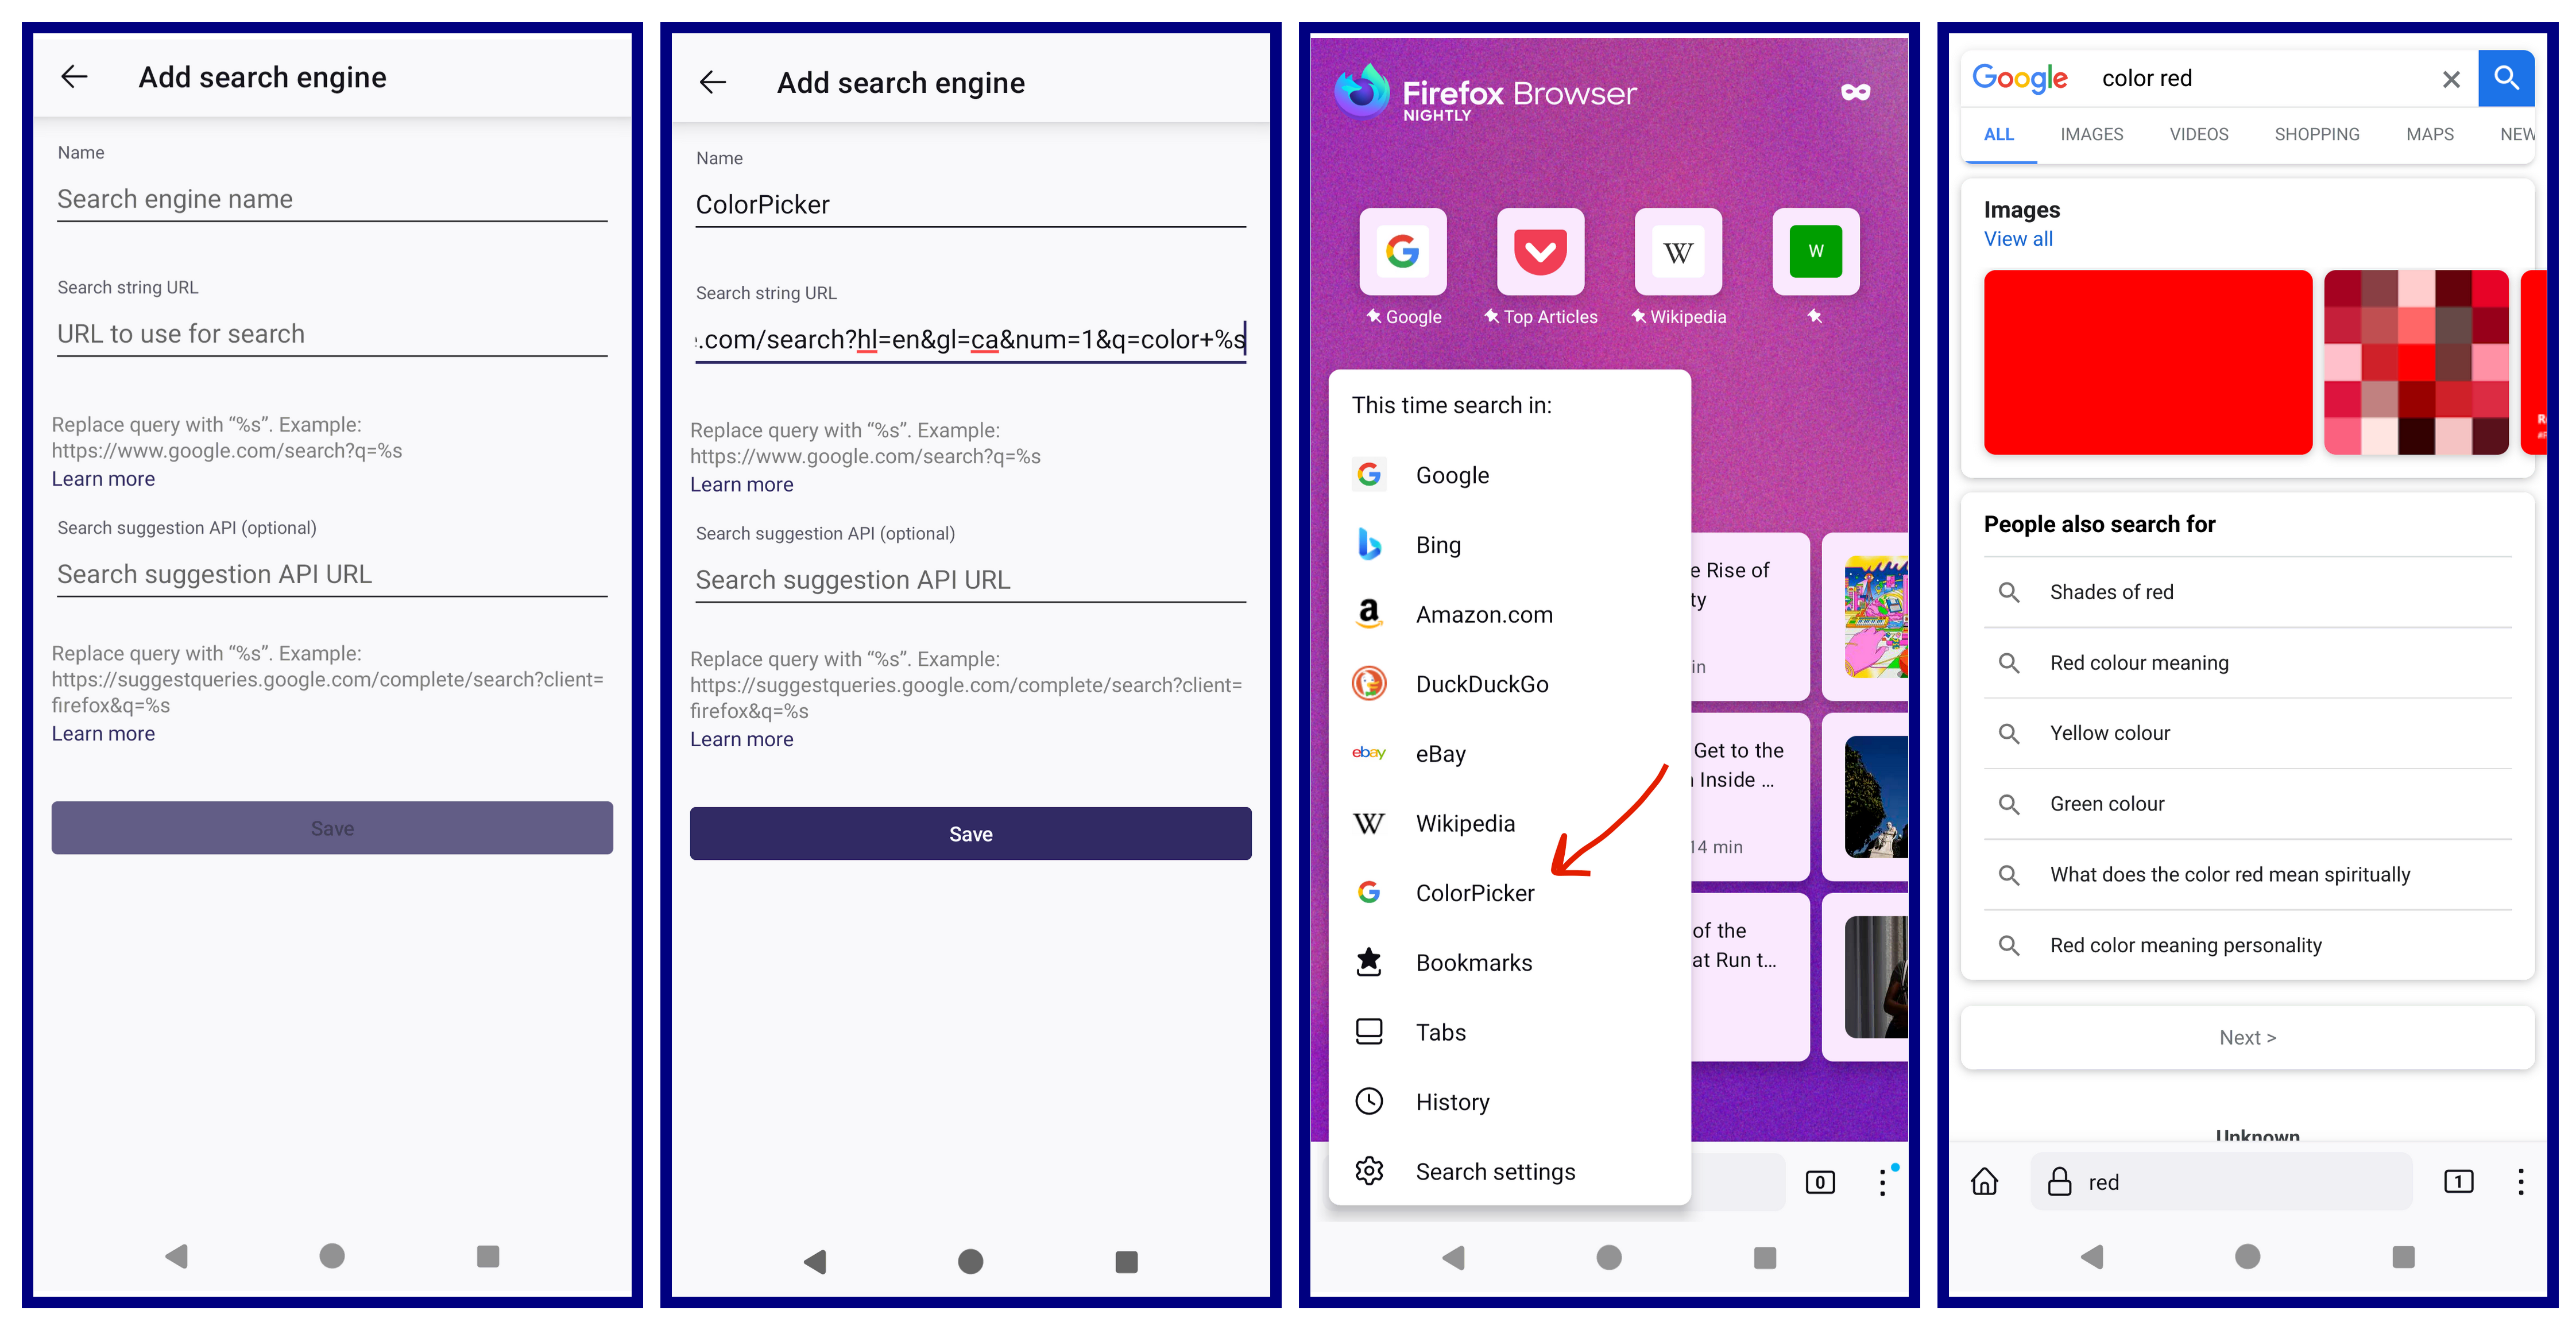 Add search engine
Name
Search engine name
Search string URL
URL to use for search
Replace query with “%s”. Example:
https://www.google.com/search?q=%s
Learn more
Search suggestion API (optional)
Search suggestion API URL
Replace query with “%s”. Example:
https://suggestqueries.google.com/complete/search?client=
firefox&q=%s
Learn more
Save
Add search engine
Name
ColorPicker
Search string URL
.com/search?hl=en&gl=ca&num=1&q=color+%s
Replace query with “%s”. Example:
https://www.google.com/search?q=%s
Learn more
Search suggestion API (optional)
Search suggestion API URL
Replace query with “%s”. Example:
https://suggestqueries.google.com/complete/search?client=
firefox&q=%s
Learn more
Save
Firefox Browser
NIGHTLY
W
W
Google
Top Articles
Wikipedia
This time search in:
Google
Bing
Amazon.com
DuckDuckGo
ebay eBay
W Wikipedia
ColorPicker
Bookmarks
Tabs
History
Search settings
e Rise of
ty
in
Get to the
Inside ...
14 min
of the
at Run t...
0
Google color red
ALL IMAGES VIDEOS SHOPPING MAPS NEW
Images
View all
People also search for
Shades of red
Red colour meaning
Yellow colour
Green colour
What does the color red mean spiritually
Red color meaning personality
Next >
Unknown
red
1